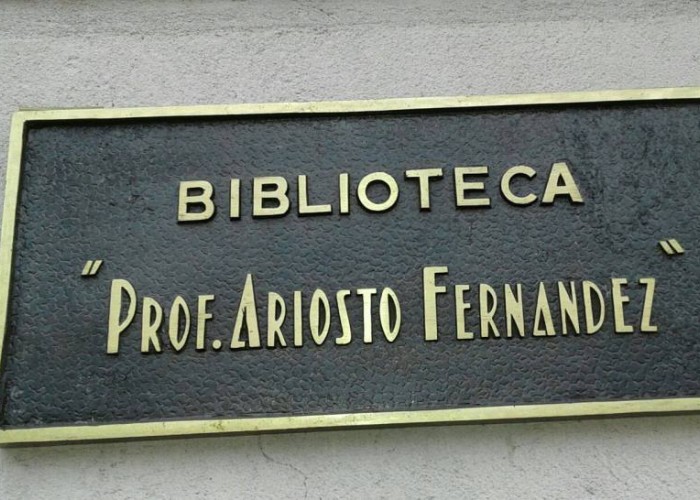 BIBLIOTECA
"PROF. ARIOSTO FERNANDEZ"